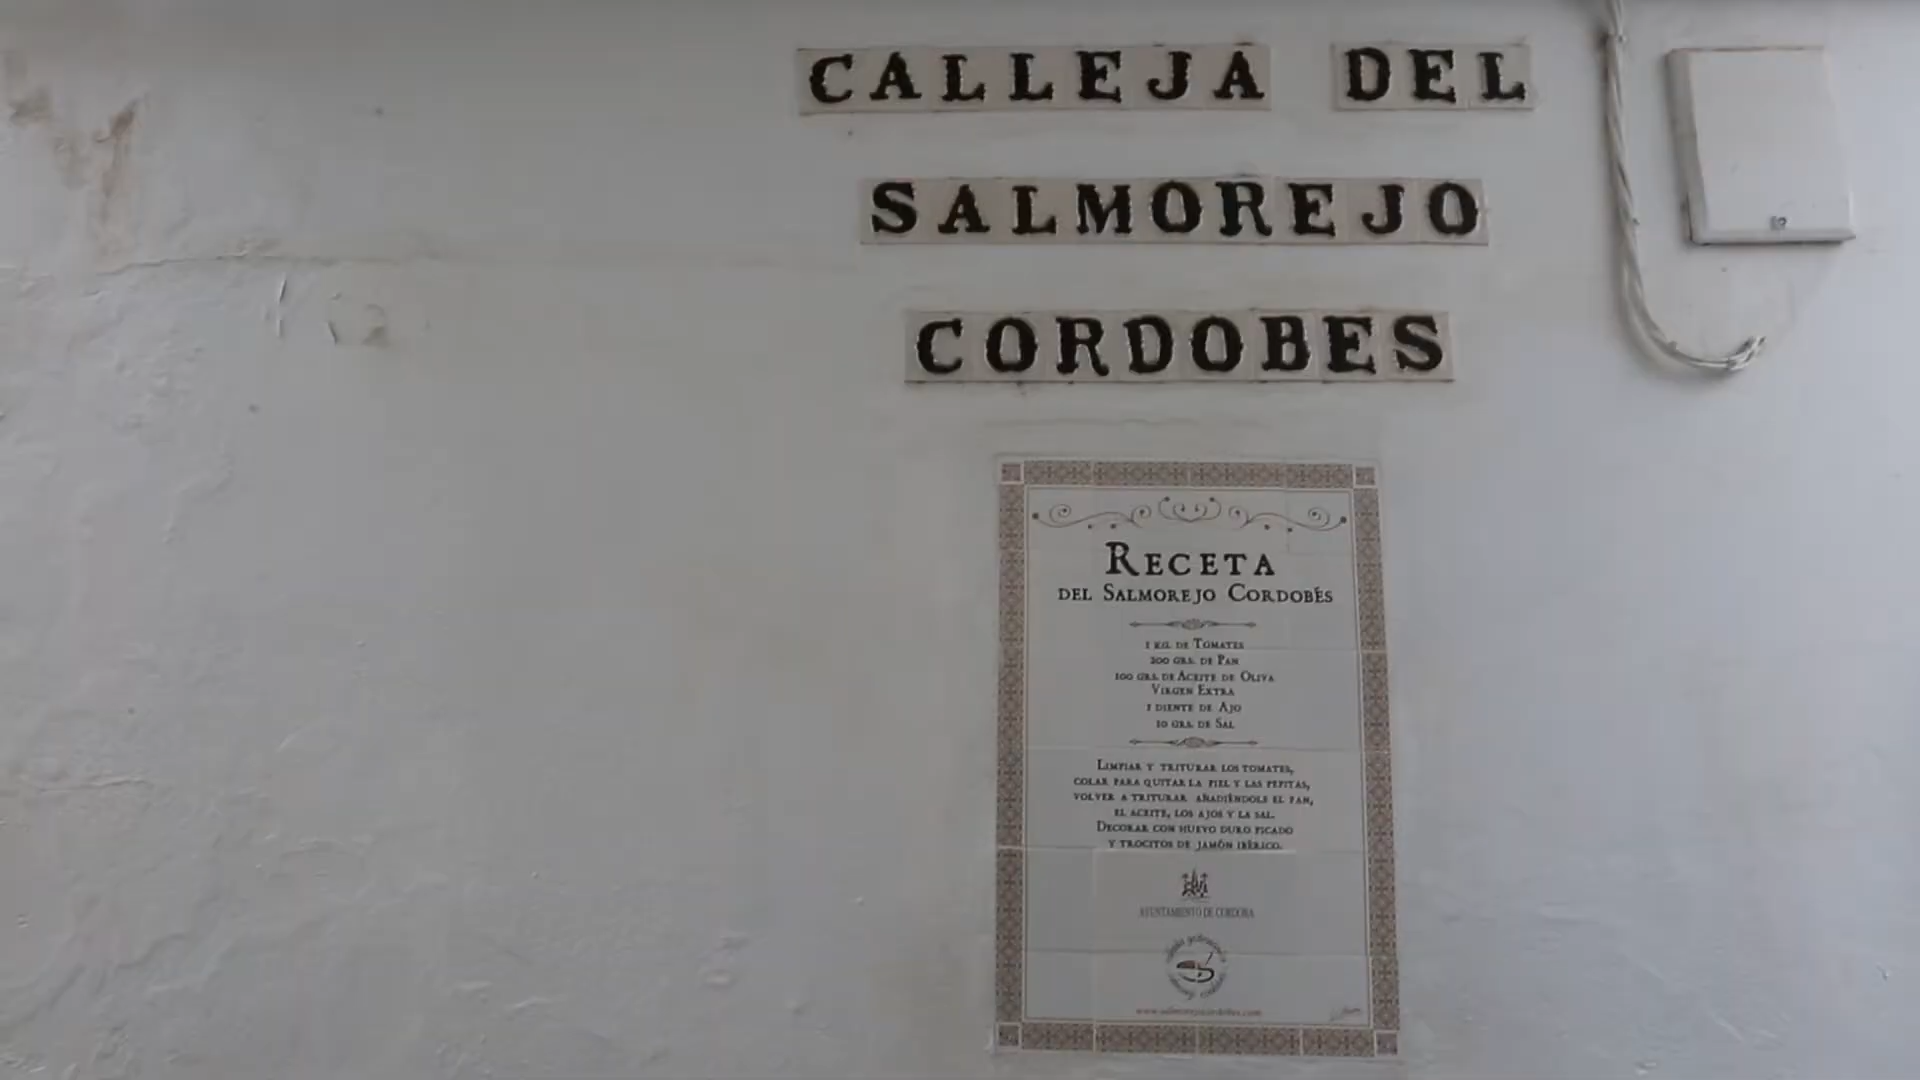 CALLEJA DEL
SALMOREJO
CORDOBES
RECETA
DEL SALMOREJO CORDOBÉS
1 KG. DE TOMATES
200 GRS. DE PAN
100 GRS. DE ACEITE DE OLIVA
VIRGEN EXTRA
1 DIENTE DE AJO
10 GRS. DE SAL
LIMPIAR Y TRITURAR LOS TOMATES,
COLAR PARA QUITAR LA PIEL Y LAS PEPITAS,
VOLVER A TRITURAR AÑADIÉNDOLE EL PAN,
EL ACEITE, LOS AJOS Y LA SAL.
DECORAR CON HUEVO DURO PICADO
Y TROCITOS DE JAMÓN IBÉRICO.
AYUNTAMIENTO DE CÓRDOBA